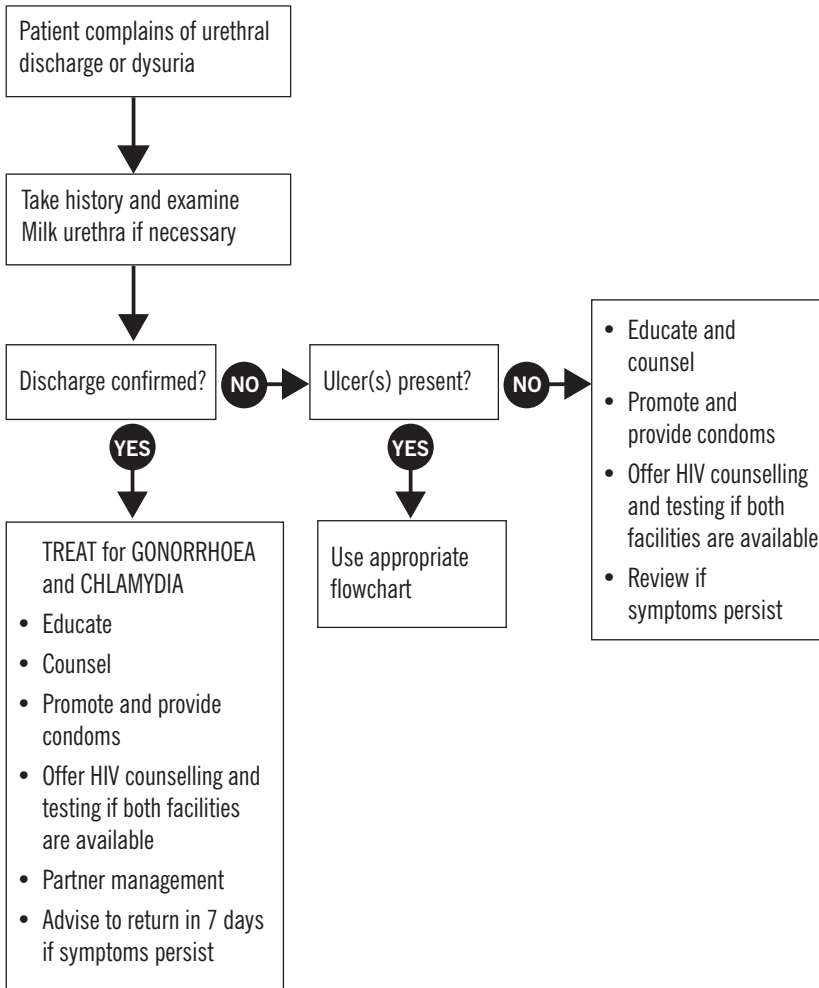 Patient complains of urethral
discharge or dysuria
Take history and examine
Milk urethra if necessary
Discharge confirmed?
NO
Ulcer(s) present?
NO
• Educate and
counsel
• Promote and
provide condoms
• Offer HIV counselling
and testing if both
facilities are available
• Review if
symptoms persist
YES
YES
TREAT for GONORRHOEA
and CHLAMYDIA
• Educate
• Counsel
• Promote and provide
condoms
• Offer HIV counselling and
testing if both facilities
are available
• Partner management
• Advise to return in 7 days
if symptoms persist
Use appropriate
flowchart